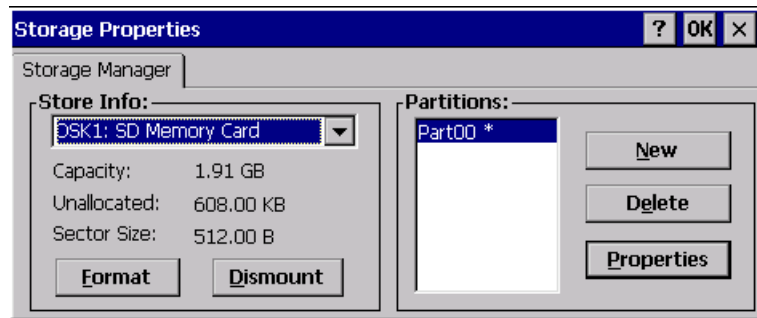 Storage Properties ? OK ×
Storage Manager
Store Info:
DSK1: SD Memory Card
Capacity: 1.91 GB
Unallocated: 608.00 KB
Sector Size: 512.00 B
Format Dismount
Partitions:
Part00 *
New
Delete
Properties